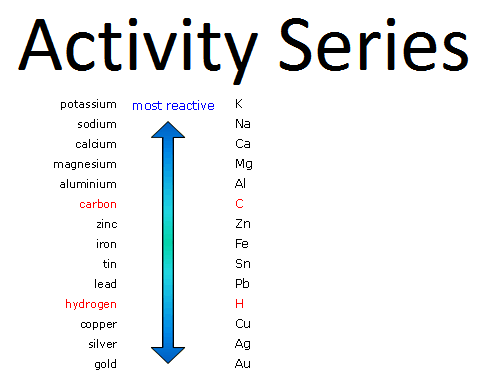 Activity Series
potassium most reactive K
sodium Na
calcium Ca
magnesium Mg
aluminium Al
carbon C
zinc Zn
iron Fe
tin Sn
lead Pb
hydrogen H
copper Cu
silver Ag
gold Au